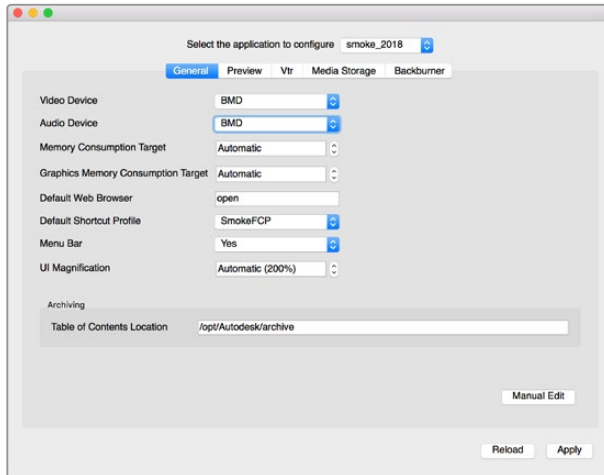 Select the application to configure smoke_2018
General Preview Vtr Media Storage Backburner
Video Device BMD
Audio Device BMD
Memory Consumption Target Automatic
Graphics Memory Consumption Target Automatic
Default Web Browser open
Default Shortcut Profile SmokeFCP
Menu Bar Yes
UI Magnification Automatic (200%)
Archiving
Table of Contents Location /opt/Autodesk/archive
Manual Edit
Reload Apply